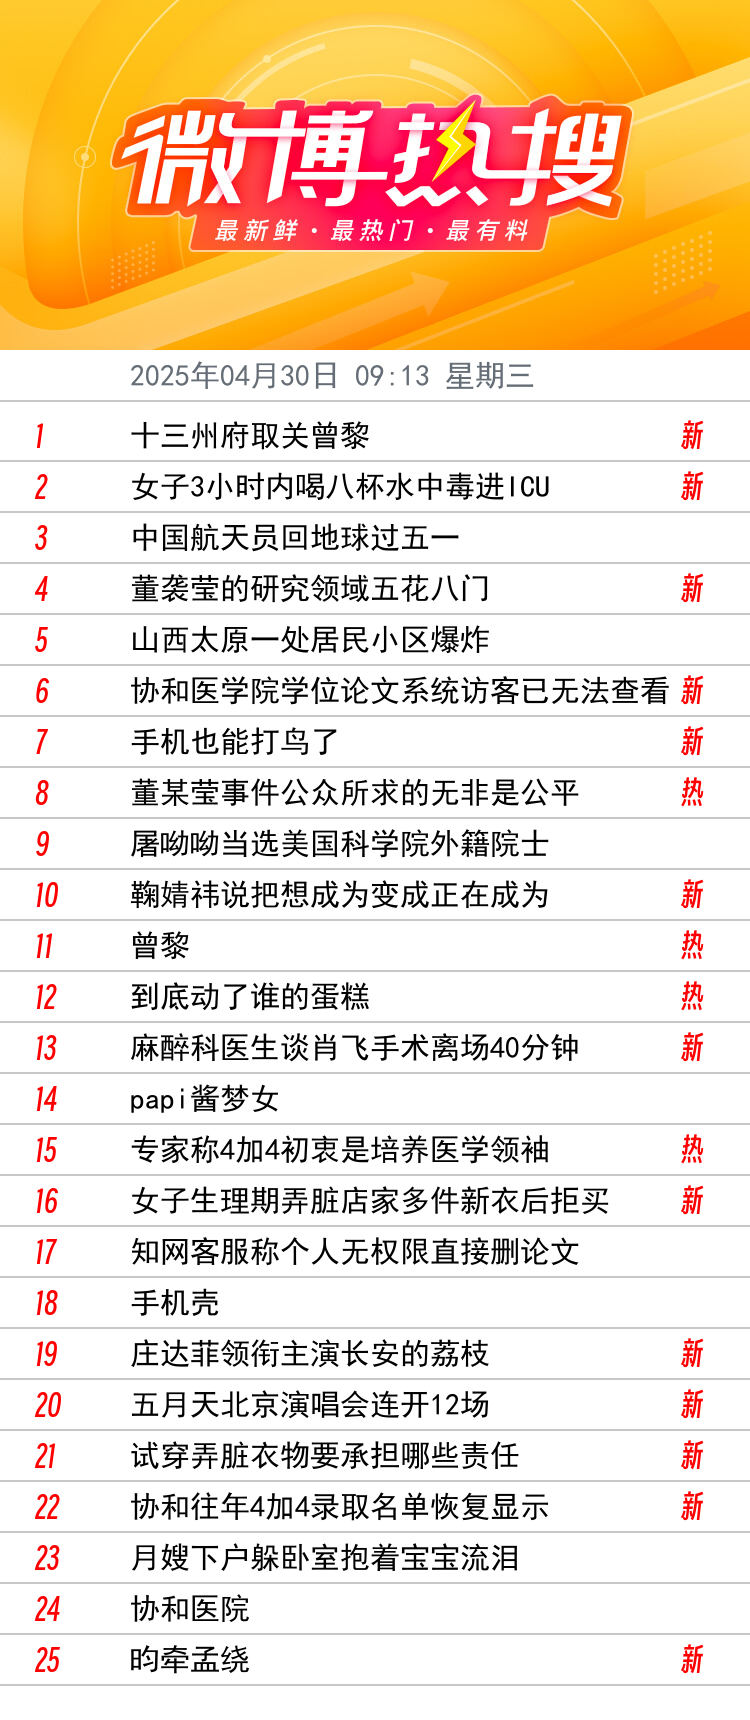 微博热搜
最新鲜·最热门·最有料
2025年04月30日 09:13 星期三
1 十三州府取关曾黎 新
2 女子3小时内喝八杯水中毒进ICU 新
3 中国航天员回地球过五一
4 董袭莹的研究领域五花八门 新
5 山西太原一处居民小区爆炸
6 协和医学院学位论文系统访客已无法查看 新
7 手机也能打鸟了 新
8 董某莹事件公众所求的无非是公平 热
9 屠呦呦当选美国科学院外籍院士
10 鞠婧祎说把想成为变成正在成为 新
11 曾黎 热
12 到底动了谁的蛋糕 热
13 麻醉科医生谈肖飞手术离场40分钟 新
14 papi酱梦女
15 专家称4加4初衷是培养医学领袖 热
16 女子生理期弄脏店家多件新衣后拒买 新
17 知网客服称个人无权限直接删论文
18 手机壳
19 庄达菲领衔主演长安的荔枝 新
20 五月天北京演唱会连开12场 新
21 试穿弄脏衣物要承担哪些责任 新
22 协和往年4加4录取名单恢复显示 新
23 月嫂下户躲卧室抱着宝宝流泪
24 协和医院
25 昀牵孟绕 新